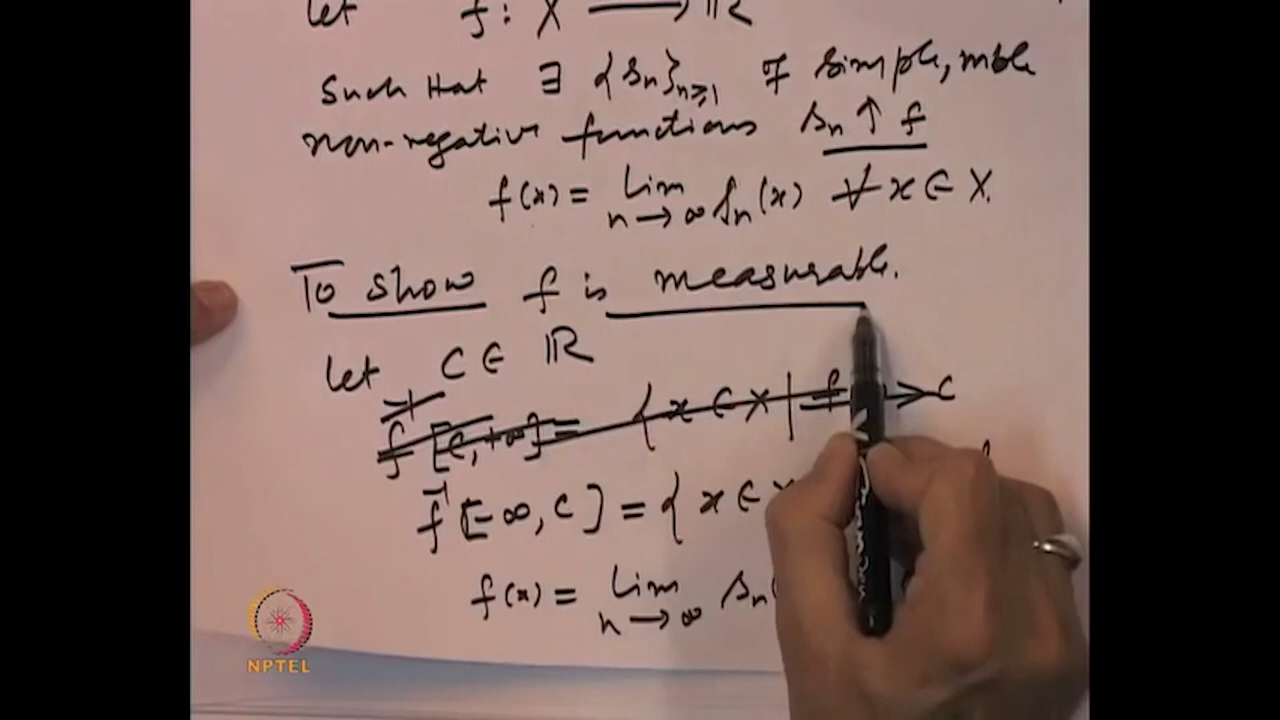 let f : X → ℝ
Such that ∃ {sn}n≥1 of simple, mble
non-negative functions sn ↑ f
f(x) = lim n→∞ sn(x) ∀ x ∈ X.
To show f is measurable.
let C ∈ ℝ
f⁻¹[C, +∞] = { x ∈ X | f > c
f⁻¹[-∞, C] = { x ∈ X
f(x) = lim n→∞ sn(
NPTEL